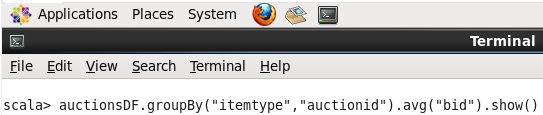 Applications Places System
Terminal
File Edit View Search Terminal Help
scala> auctionsDF.groupBy("itemtype","auctionid").avg("bid").show()